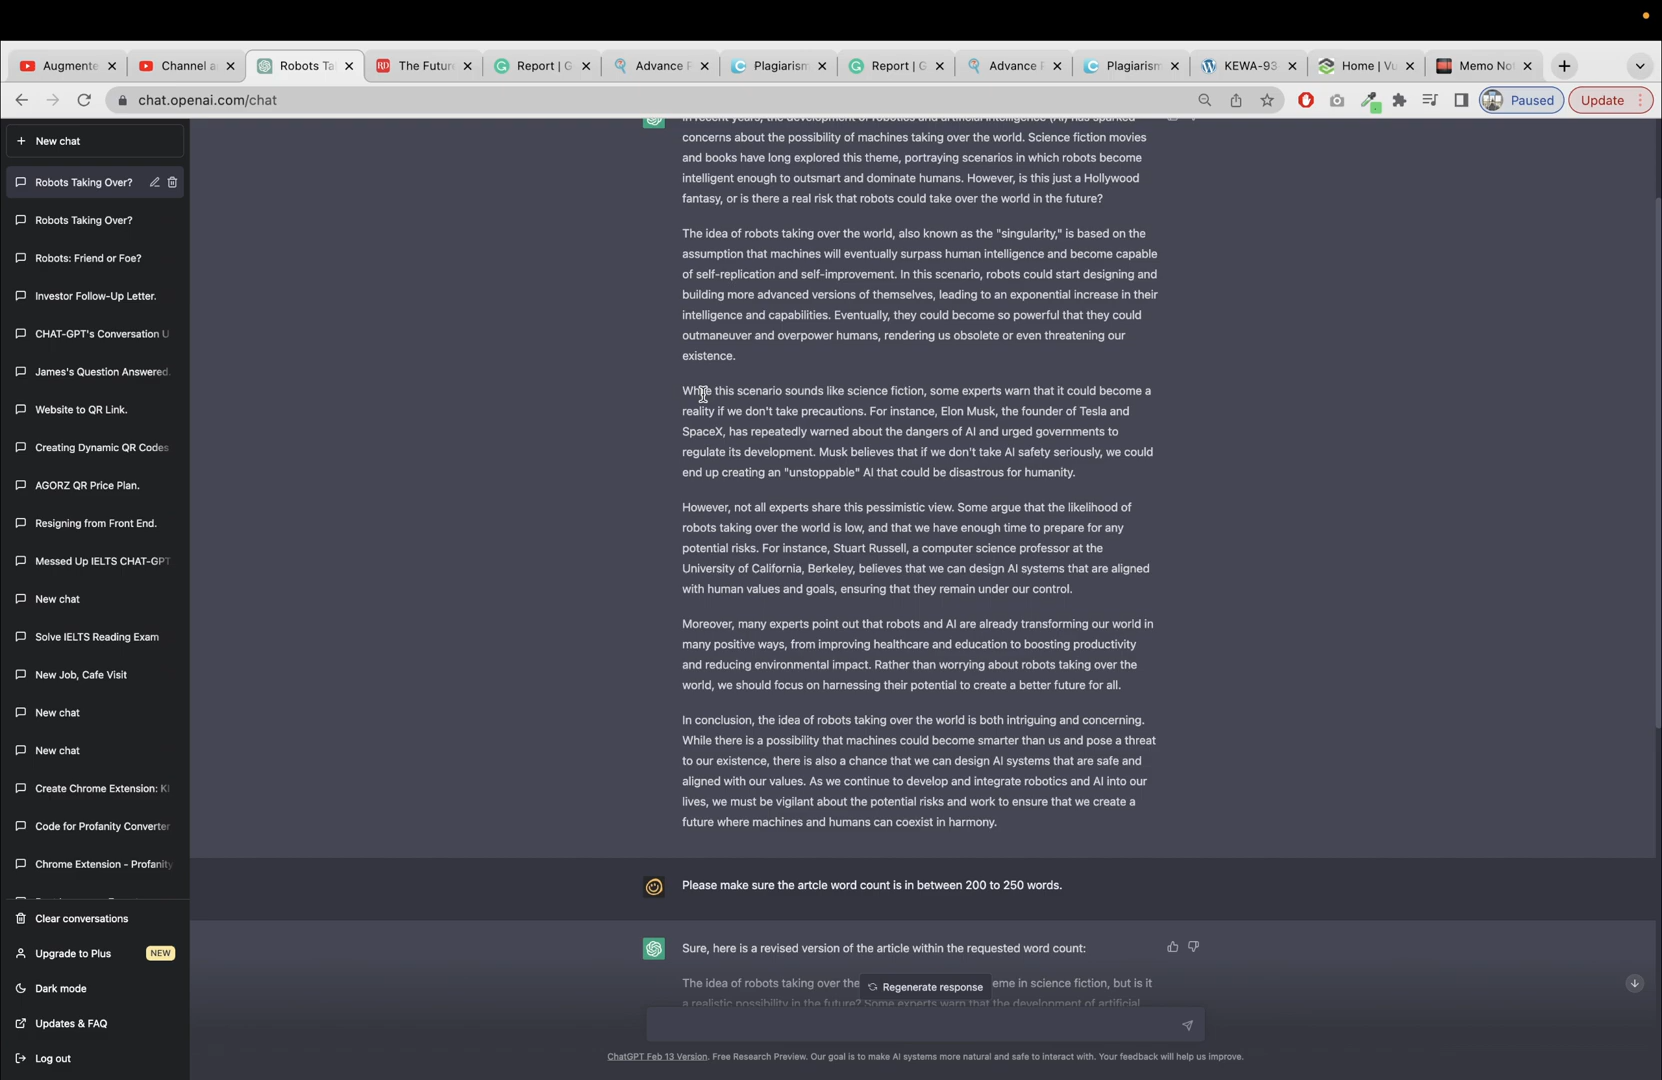 Augmente
Channel a
Robots Ta
The Futur
Report | G
Advance P
Plagiarism
Report | G
Advance P
Plagiarism
KEWA-93
Home | Vu
Memo Not
chat.openai.com/chat
Paused
Update
New chat
Robots Taking Over?
Robots Taking Over?
Robots: Friend or Foe?
Investor Follow-Up Letter.
CHAT-GPT's Conversation U
James's Question Answered.
Website to QR Link.
Creating Dynamic QR Codes
AGORZ QR Price Plan.
Resigning from Front End.
Messed Up IELTS CHAT-GPT
New chat
Solve IELTS Reading Exam
New Job, Cafe Visit
New chat
New chat
Create Chrome Extension: KI
Code for Profanity Converter
Chrome Extension - Profanity
Clear conversations
Upgrade to Plus NEW
Dark mode
Updates & FAQ
Log out
In recent years, the development of robotics and artificial intelligence (AI) has sparked
concerns about the possibility of machines taking over the world. Science fiction movies
and books have long explored this theme, portraying scenarios in which robots become
intelligent enough to outsmart and dominate humans. However, is this just a Hollywood
fantasy, or is there a real risk that robots could take over the world in the future?
The idea of robots taking over the world, also known as the "singularity," is based on the
assumption that machines will eventually surpass human intelligence and become capable
of self-replication and self-improvement. In this scenario, robots could start designing and
building more advanced versions of themselves, leading to an exponential increase in their
intelligence and capabilities. Eventually, they could become so powerful that they could
outmaneuver and overpower humans, rendering us obsolete or even threatening our
existence.
While this scenario sounds like science fiction, some experts warn that it could become a
reality if we don't take precautions. For instance, Elon Musk, the founder of Tesla and
SpaceX, has repeatedly warned about the dangers of AI and urged governments to
regulate its development. Musk believes that if we don't take AI safety seriously, we could
end up creating an "unstoppable" AI that could be disastrous for humanity.
However, not all experts share this pessimistic view. Some argue that the likelihood of
robots taking over the world is low, and that we have enough time to prepare for any
potential risks. For instance, Stuart Russell, a computer science professor at the
University of California, Berkeley, believes that we can design AI systems that are aligned
with human values and goals, ensuring that they remain under our control.
Moreover, many experts point out that robots and AI are already transforming our world in
many positive ways, from improving healthcare and education to boosting productivity
and reducing environmental impact. Rather than worrying about robots taking over the
world, we should focus on harnessing their potential to create a better future for all.
In conclusion, the idea of robots taking over the world is both intriguing and concerning.
While there is a possibility that machines could become smarter than us and pose a threat
to our existence, there is also a chance that we can design AI systems that are safe and
aligned with our values. As we continue to develop and integrate robotics and AI into our
lives, we must be vigilant about the potential risks and work to ensure that we create a
future where machines and humans can coexist in harmony.
Please make sure the artcle word count is in between 200 to 250 words.
Sure, here is a revised version of the article within the requested word count:
The idea of robots taking over the eme in science fiction, but is it
Regenerate response
a realistic possibility in the future? Some experts warn that the development of artificial
ChatGPT Feb 13 Version. Free Research Preview. Our goal is to make AI systems more natural and safe to interact with. Your feedback will help us improve.